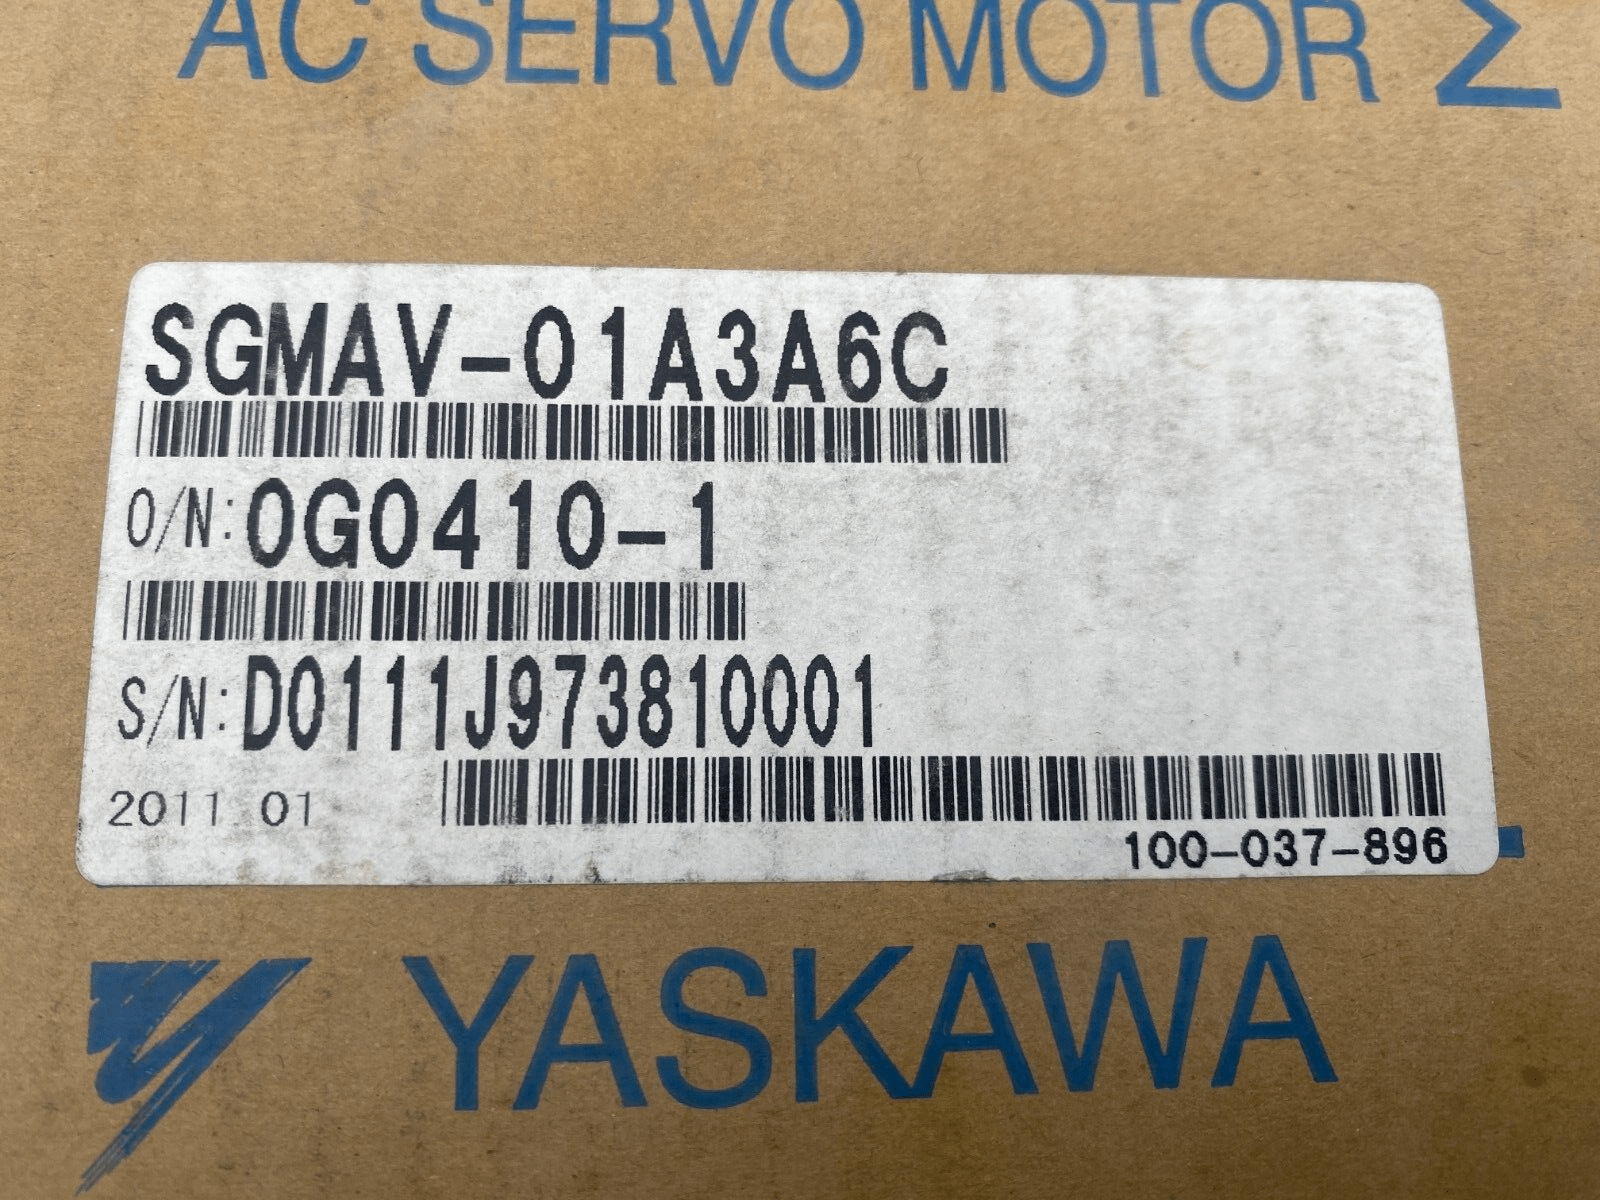 AC SERVO MOTOR Σ
SGMAV-01A3A6C
O/N: 0G0410-1
S/N: D0111J973810001
2011 01
100-037-896
YASKAWA